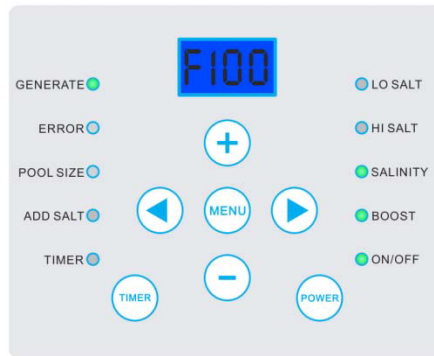 F100
GENERATE
LO SALT
ERROR
+
HI SALT
POOL SIZE
SALINITY
MENU
ADD SALT
BOOST
TIMER
−
ON/OFF
TIMER
POWER